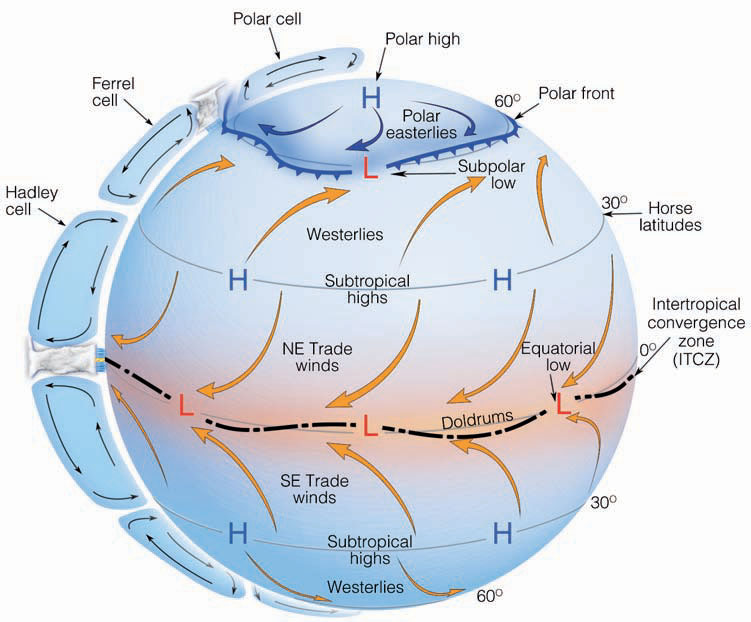 Polar cell
Polar high
H
Ferrel
cell
60°
Polar front
Polar
easterlies
L
Subpolar
low
Hadley
cell
30°
Horse
latitudes
Westerlies
H
Subtropical
highs
H
Intertropical
convergence
zone
(ITCZ)
NE Trade
winds
Equatorial
low
0°
L
L
Doldrums
L
SE Trade
winds
30°
H
Subtropical
highs
H
Westerlies
60°